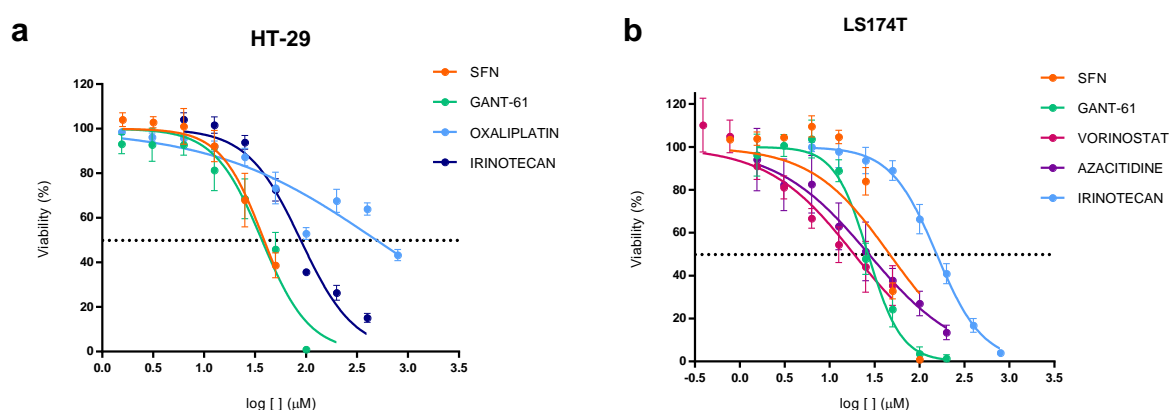 a
HT-29
SFN
GANT-61
OXALIPLATIN
IRINOTECAN
Viability (%)
120
100
80
60
40
20
0
0.0 0.5 1.0 1.5 2.0 2.5 3.0 3.5
log [ ] (μM)
b
LS174T
SFN
GANT-61
VORINOSTAT
AZACITIDINE
IRINOTECAN
Viability (%)
120
100
80
60
40
20
0
-0.5 0.0 0.5 1.0 1.5 2.0 2.5 3.0 3.5
log [ ] (μM)